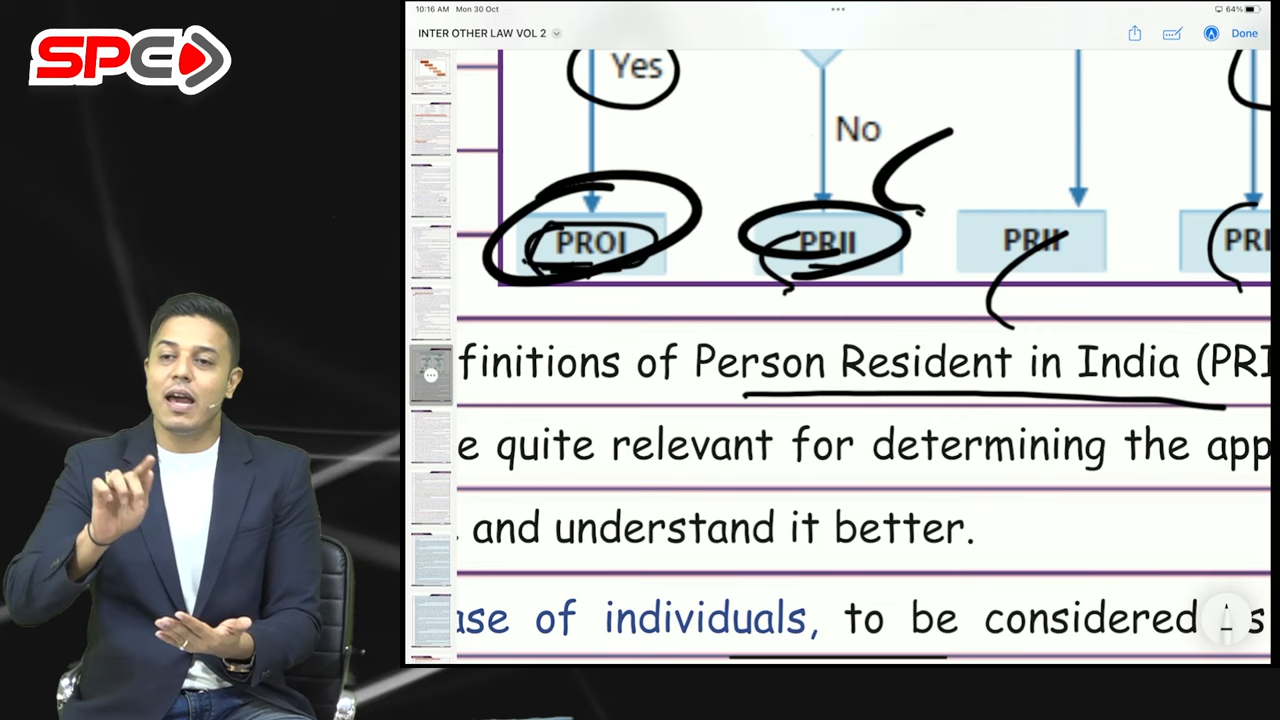 SPE
10:16 AM Mon 30 Oct
64%
INTER OTHER LAW VOL 2
Done
Yes
No
PROI
PRII
PRII
PRI
finitions of Person Resident in India (PRI
e quite relevant for determining the app
and understand it better.
ase of individuals, to be considered